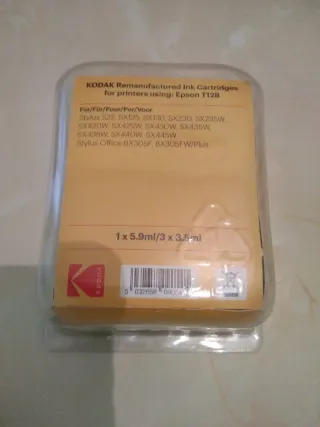 KODAK Remanufactured Ink Cartridges
for printers using: Epson T128
For/Für/Pour/Per/Voor
Stylus S22, SX125, SX130, SX230, SX235W,
SX420W, SX425W, SX430W, SX435W,
SX438W, SX440W, SX445W
Stylus Office BX305F, BX305FW/Plus
1 x 5.9ml/3 x 3.5ml
KODAK